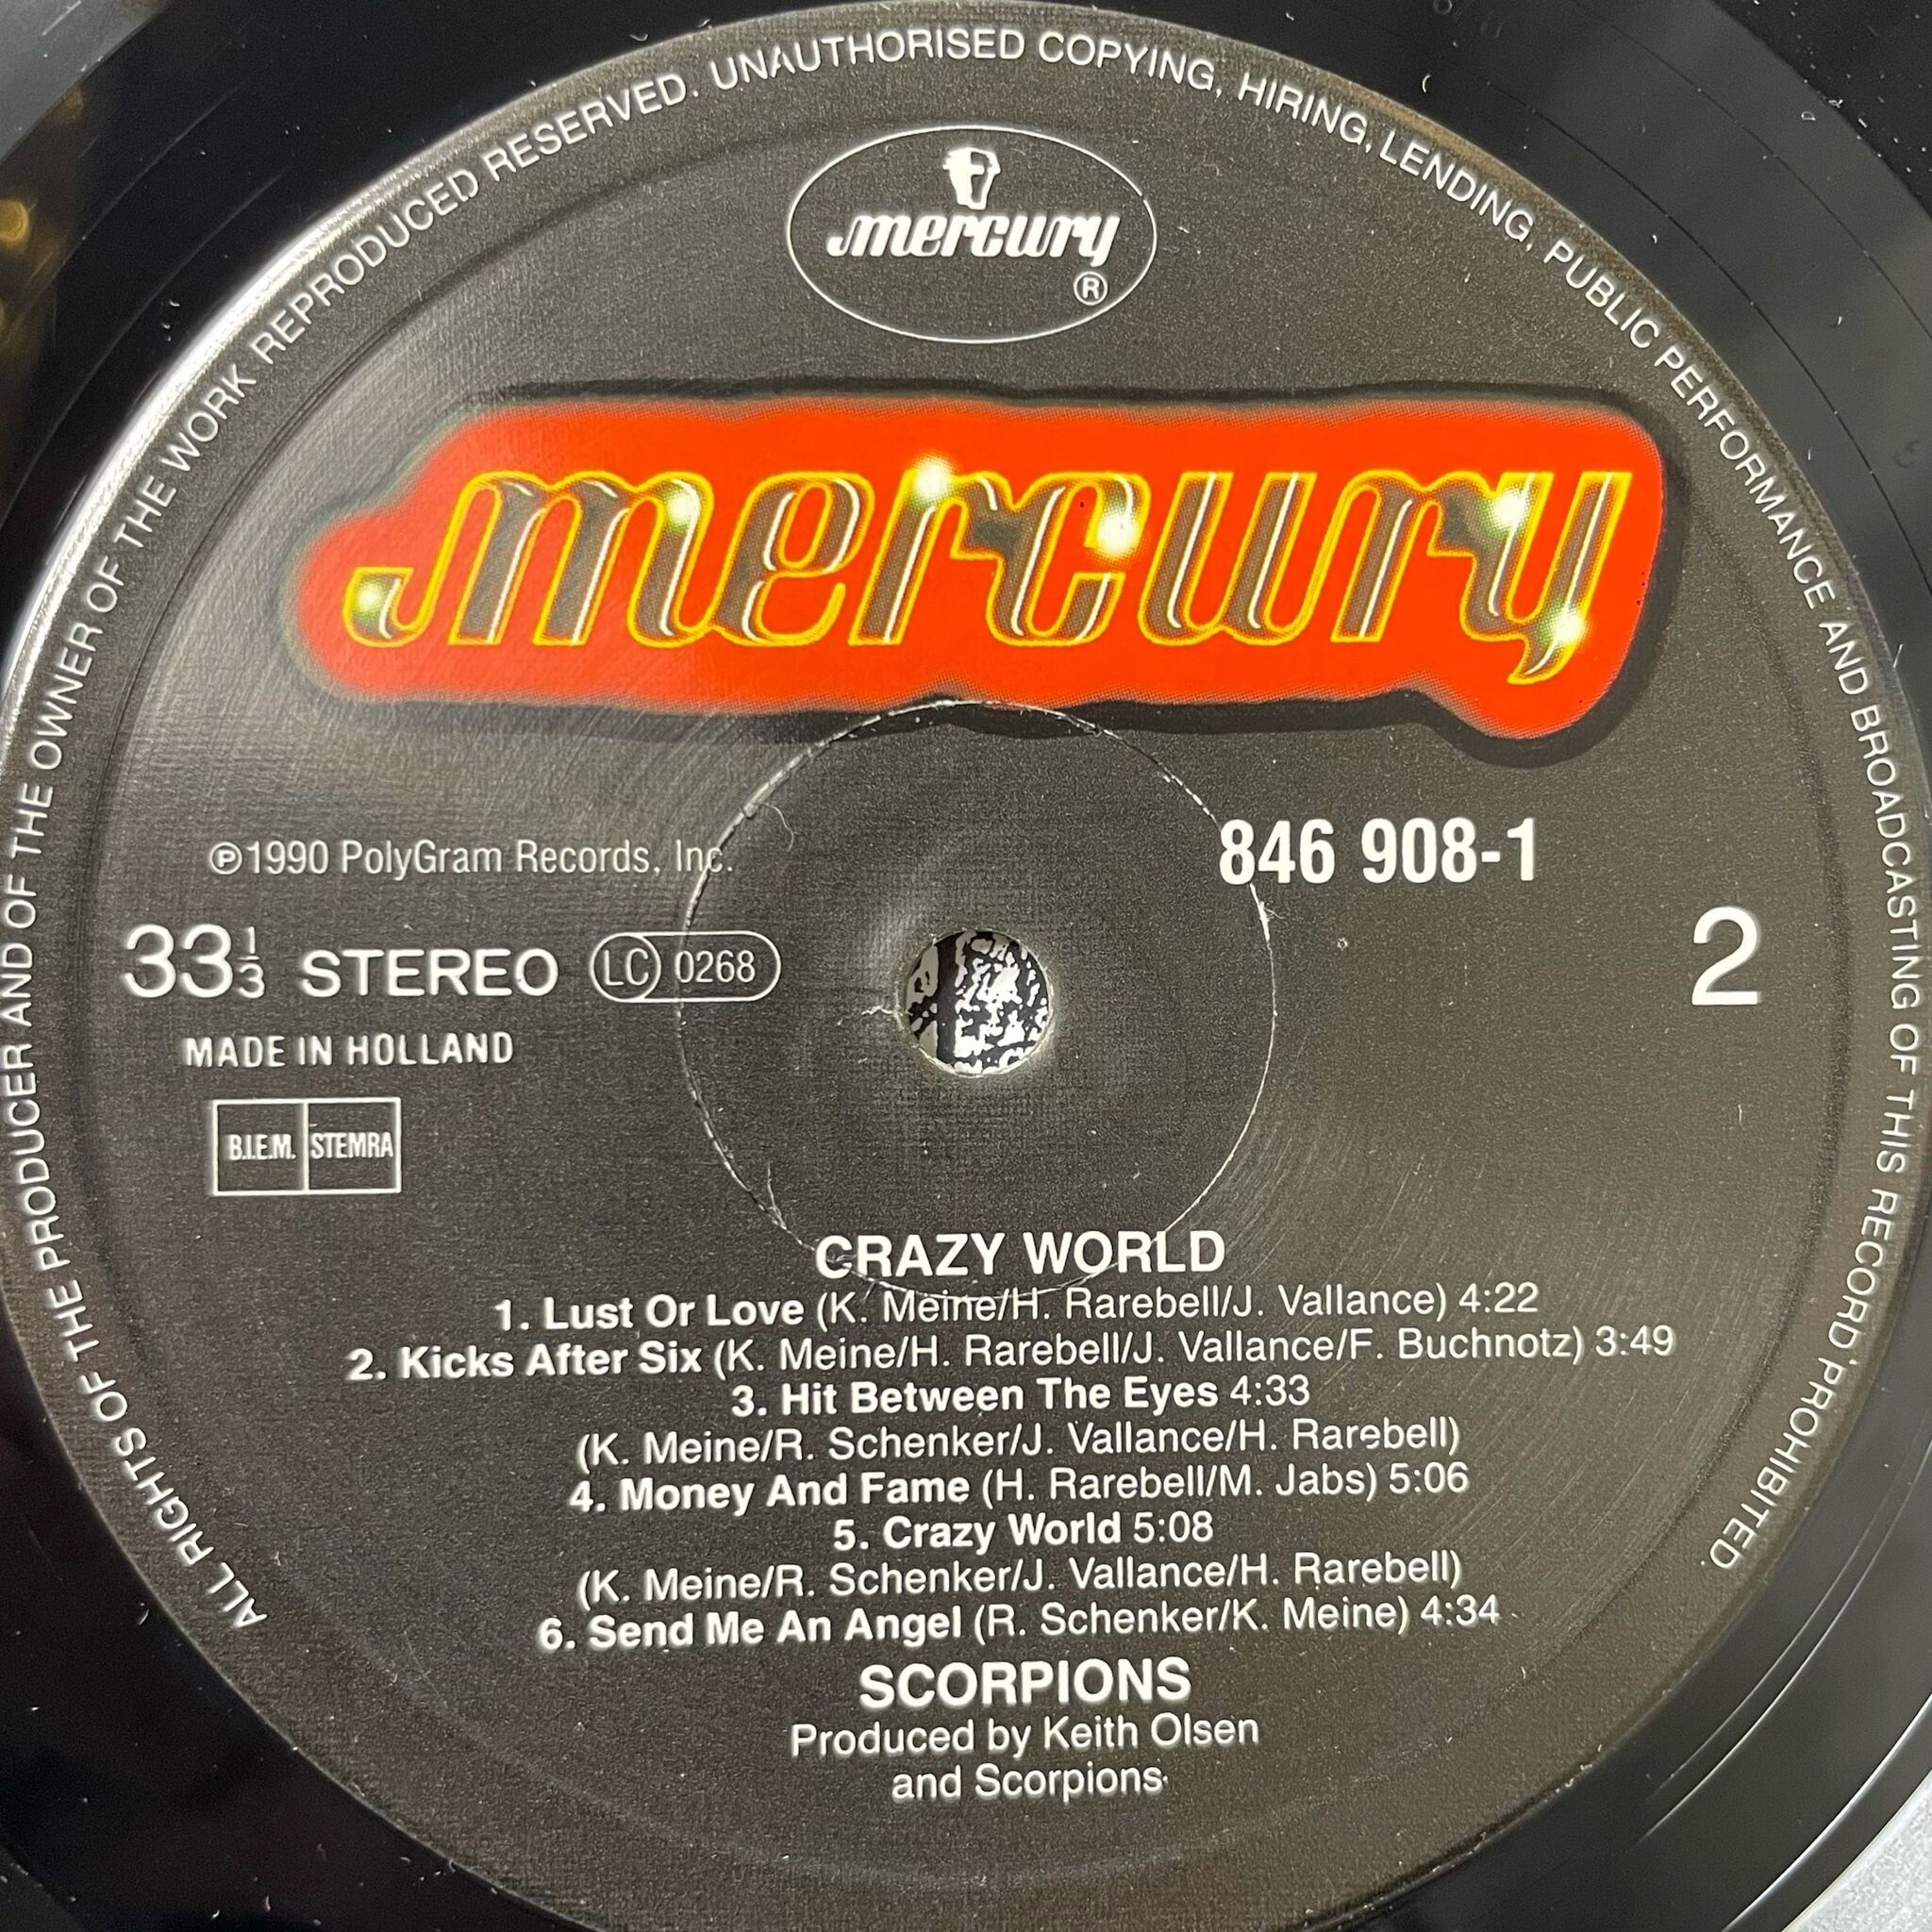 ALL RIGHTS OF THE PRODUCER AND OF THE OWNER OF THE WORK REPRODUCED RESERVED. UNAUTHORISED COPYING, HIRING, LENDING, PUBLIC PERFORMANCE AND BROADCASTING OF THIS RECORD PROHIBITED.
mercury
®
mercury
℗1990 PolyGram Records, Inc.
846 908-1
33⅓ STEREO LC 0268
2
MADE IN HOLLAND
B.I.E.M. STEMRA
CRAZY WORLD
1. Lust Or Love (K. Meine/H. Rarebell/J. Vallance) 4:22
2. Kicks After Six (K. Meine/H. Rarebell/J. Vallance/F. Buchnotz) 3:49
3. Hit Between The Eyes 4:33
(K. Meine/R. Schenker/J. Vallance/H. Rarebell)
4. Money And Fame (H. Rarebell/M. Jabs) 5:06
5. Crazy World 5:08
(K. Meine/R. Schenker/J. Vallance/H. Rarebell)
6. Send Me An Angel (R. Schenker/K. Meine) 4:34
SCORPIONS
Produced by Keith Olsen
and Scorpions